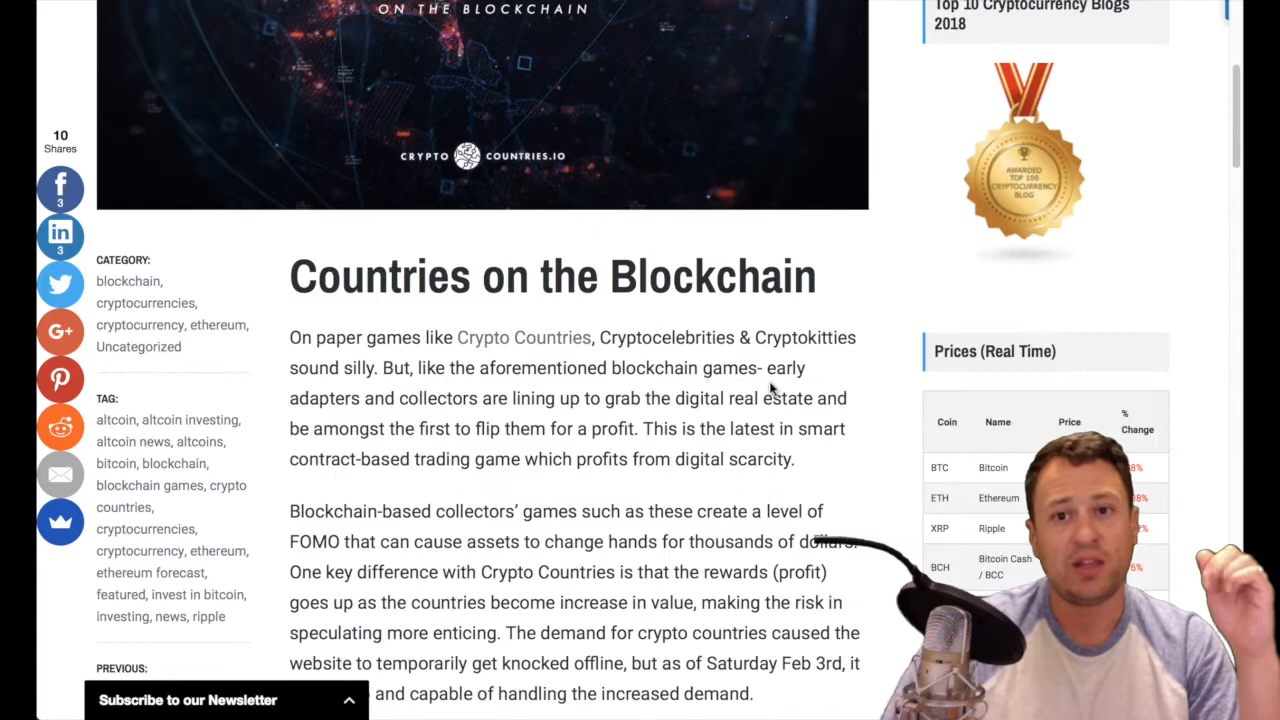 ON THE BLOCKCHAIN
CRYPTO COUNTRIES.IO
10
Shares
3
3
CATEGORY:
blockchain,
cryptocurrencies,
cryptocurrency, ethereum,
Uncategorized
TAG:
altcoin, altcoin investing,
altcoin news, altcoins,
bitcoin, blockchain,
blockchain games, crypto
countries,
cryptocurrencies,
cryptocurrency, ethereum,
ethereum forecast,
featured, invest in bitcoin,
investing, news, ripple
PREVIOUS:
Subscribe to our Newsletter
Countries on the Blockchain
On paper games like Crypto Countries, Cryptocelebrities & Cryptokitties
sound silly. But, like the aforementioned blockchain games- early
adapters and collectors are lining up to grab the digital real estate and
be amongst the first to flip them for a profit. This is the latest in smart
contract-based trading game which profits from digital scarcity.
Blockchain-based collectors' games such as these create a level of
FOMO that can cause assets to change hands for thousands of dollars.
One key difference with Crypto Countries is that the rewards (profit)
goes up as the countries become increase in value, making the risk in
speculating more enticing. The demand for crypto countries caused the
website to temporarily get knocked offline, but as of Saturday Feb 3rd, it
and capable of handling the increased demand.
Top 10 Cryptocurrency Blogs
2018
AWARDED
TOP 100
CRYPTOCURRENCY
BLOG
Prices (Real Time)
Coin Name Price %
Change
BTC Bitcoin
ETH Ethereum
XRP Ripple
BCH Bitcoin Cash
/ BCC